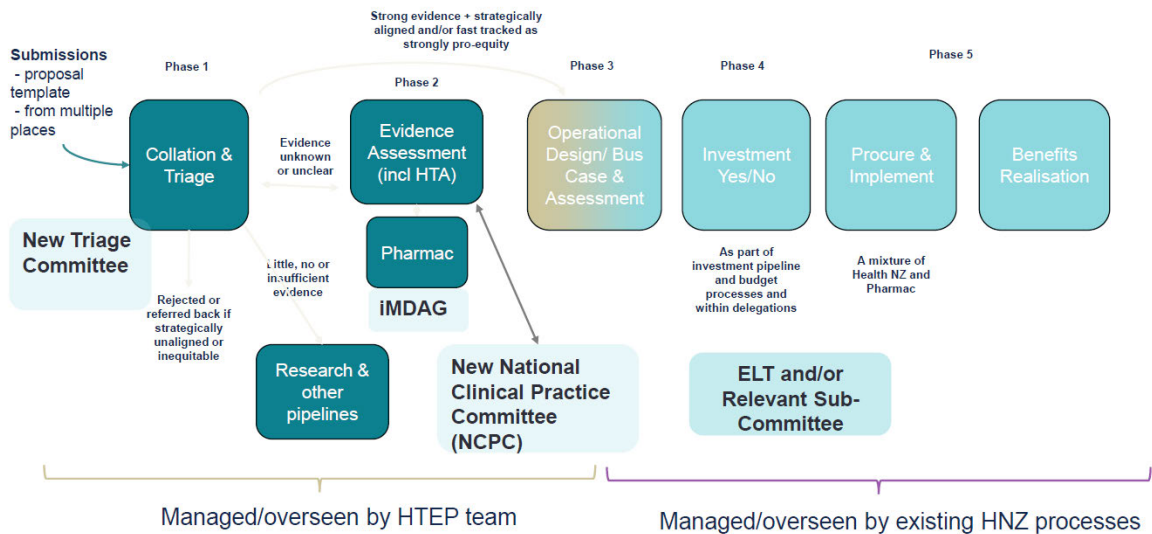 Strong evidence + strategically
aligned and/or fast tracked as
strongly pro-equity
Submissions
- proposal
template
- from multiple
places
Phase 1
Phase 2
Phase 3
Phase 4
Phase 5
Collation &
Triage
Evidence
unknown
or unclear
Evidence
Assessment
(incl HTA)
Operational
Design/ Bus
Case &
Assessment
Investment
Yes/No
Procure &
Implement
Benefits
Realisation
New Triage
Committee
Pharmac
iMDAG
Little, no or
insufficient
evidence
Rejected or
referred back if
strategically
unaligned or
inequitable
As part of
investment pipeline
and budget
processes and
within delegations
A mixture of
Health NZ and
Pharmac
Research &
other
pipelines
New National
Clinical Practice
Committee
(NCPC)
ELT and/or
Relevant Sub-
Committee
Managed/overseen by HTEP team
Managed/overseen by existing HNZ processes